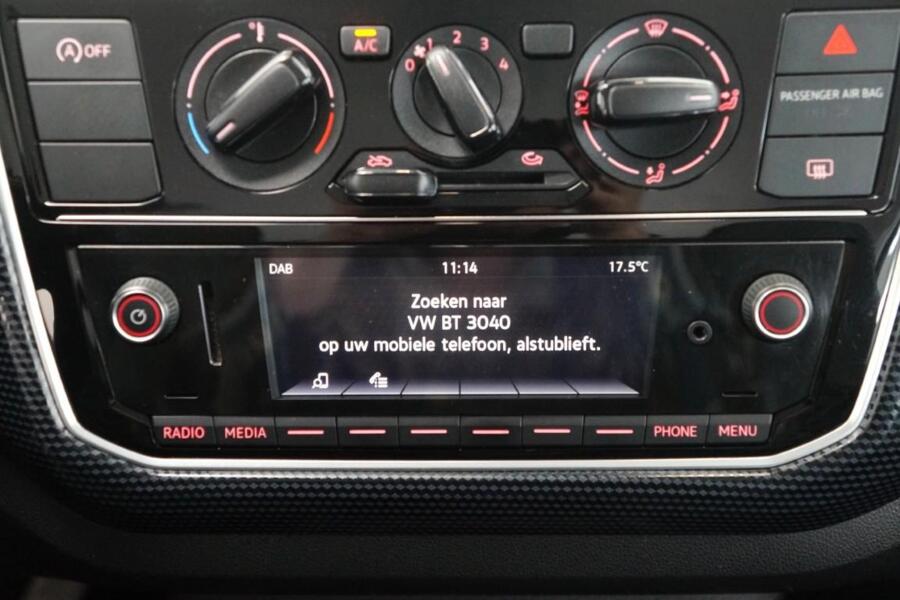 A OFF
A/C
0 1 2 3 4
PASSENGER AIR BAG
DAB 11:14 17.5°C
Zoeken naar
VW BT 3040
op uw mobiele telefoon, alstublieft.
RADIO MEDIA PHONE MENU